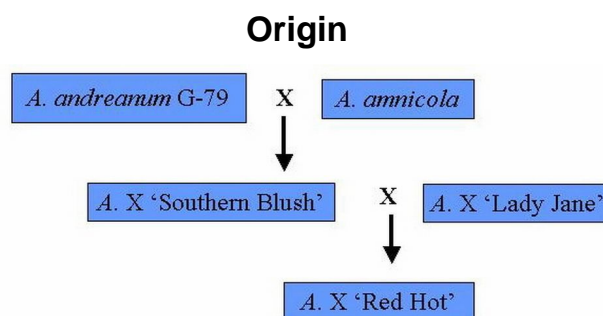 Origin
A. andreanum G-79 X A. amnicola
A. X ‘Southern Blush’ X A. X ‘Lady Jane’
A. X ‘Red Hot’